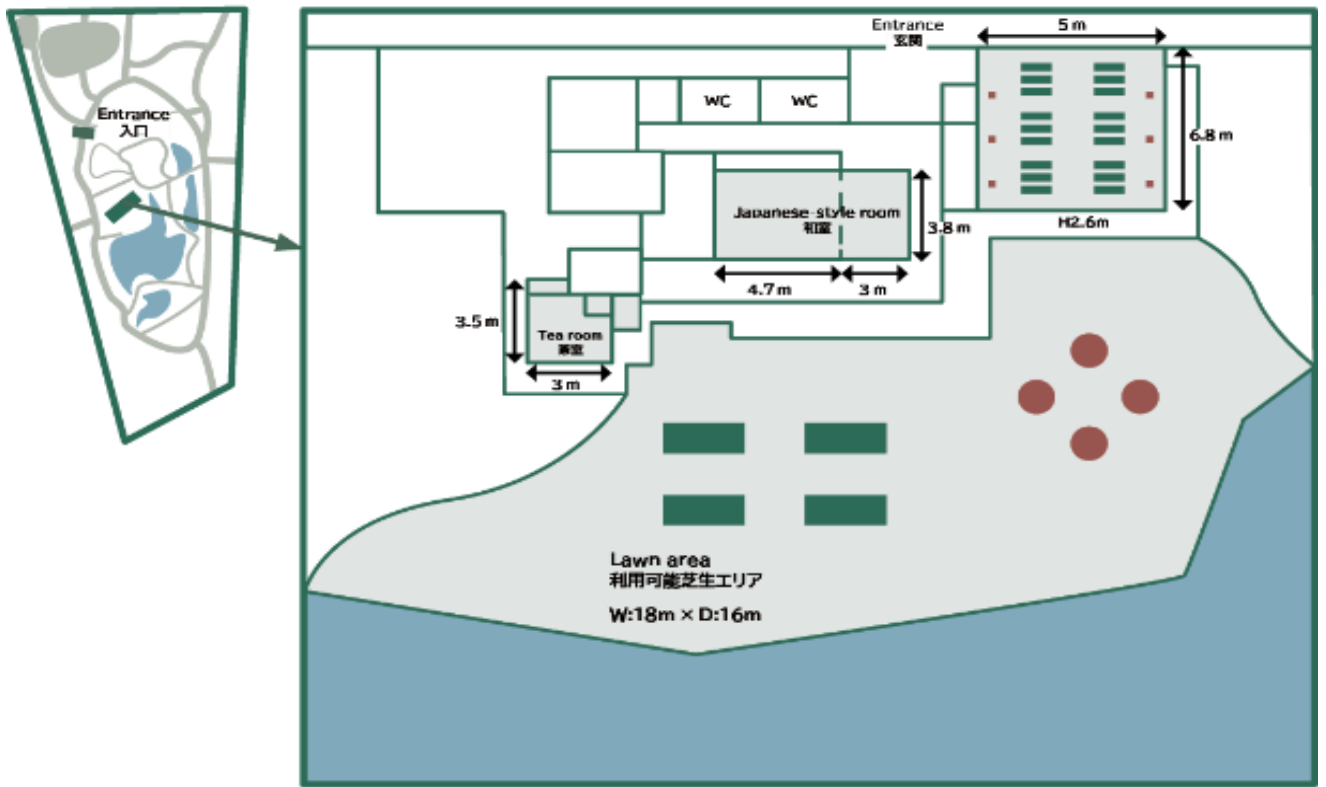 Entrance
入口
Entrance
玄関
5 m
WC
WC
6.8 m
H2.6m
Japanese-style room
和室
3.8 m
4.7 m
3 m
3.5 m
Tea room
茶室
3 m
Lawn area
利用可能芝生エリア
W:18m × D:16m